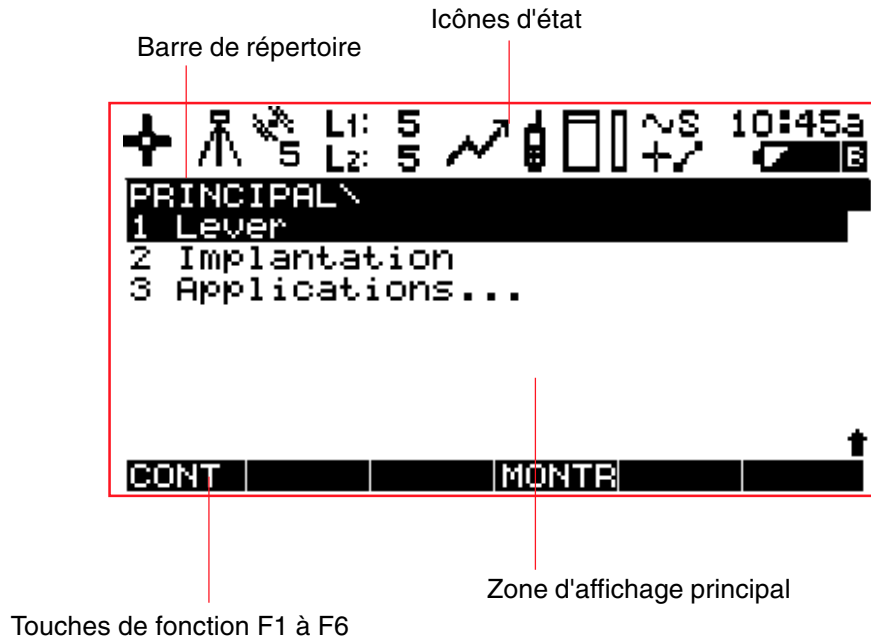 Icônes d'état
Barre de répertoire
L1: 5 10:45a
5 L2: 5 S B
PRINCIPAL\
1 Lever
2 Implantation
3 Applications...
CONT MONTR
Zone d'affichage principal
Touches de fonction F1 à F6